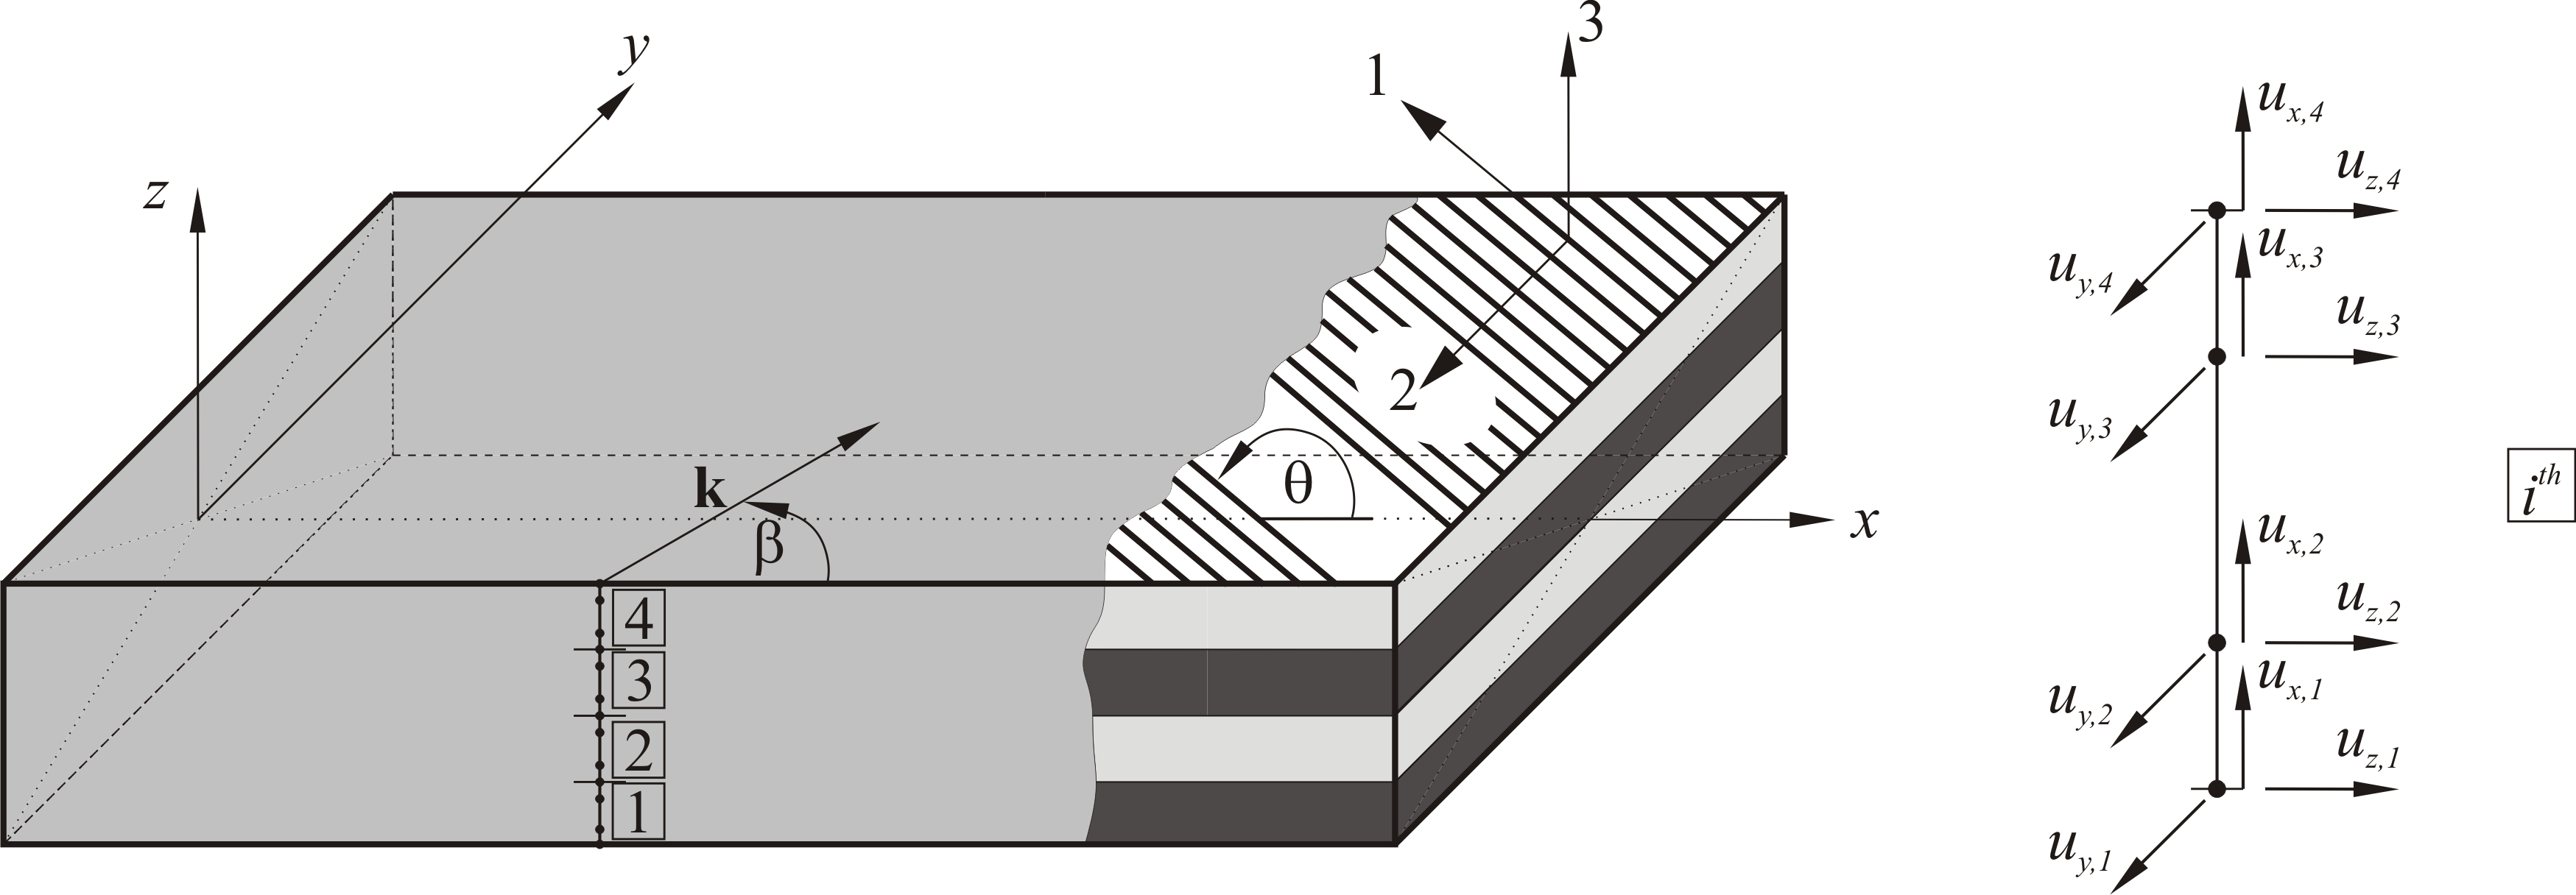 y
z
1
3
2
θ
k
β
x
4
3
2
1
u_{x,4}
u_{z,4}
u_{y,4}
u_{x,3}
u_{z,3}
u_{y,3}
u_{x,2}
u_{z,2}
u_{y,2}
u_{x,1}
u_{z,1}
u_{y,1}
i^{th}